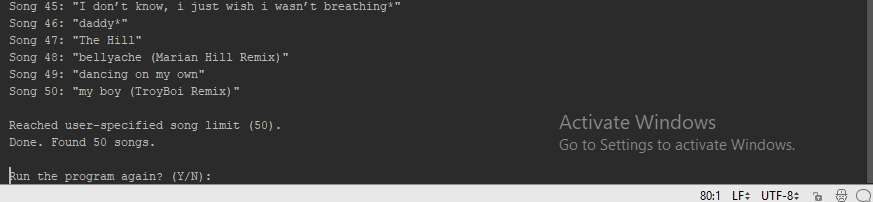 Song 45: "I don’t know, i just wish i wasn’t breathing*"
Song 46: "daddy*"
Song 47: "The Hill"
Song 48: "bellyache (Marian Hill Remix)"
Song 49: "dancing on my own"
Song 50: "my boy (TroyBoi Remix)"
Reached user-specified song limit (50).
Done. Found 50 songs.
Activate Windows
Go to Settings to activate Windows.
Run the program again? (Y/N):
80:1 LF UTF-8